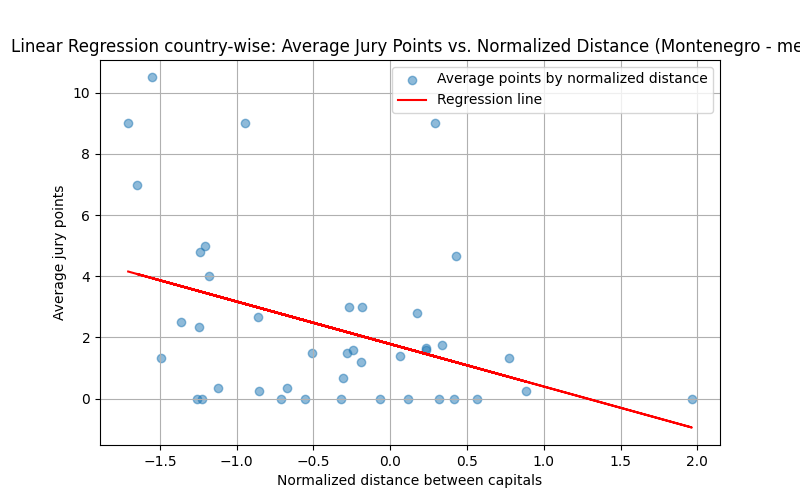 Linear Regression country-wise: Average Jury Points vs. Normalized Distance (Montenegro - me
Average points by normalized distance
Regression line
10
8
6
4
2
0
Average jury points
−1.5 −1.0 −0.5 0.0 0.5 1.0 1.5 2.0
Normalized distance between capitals